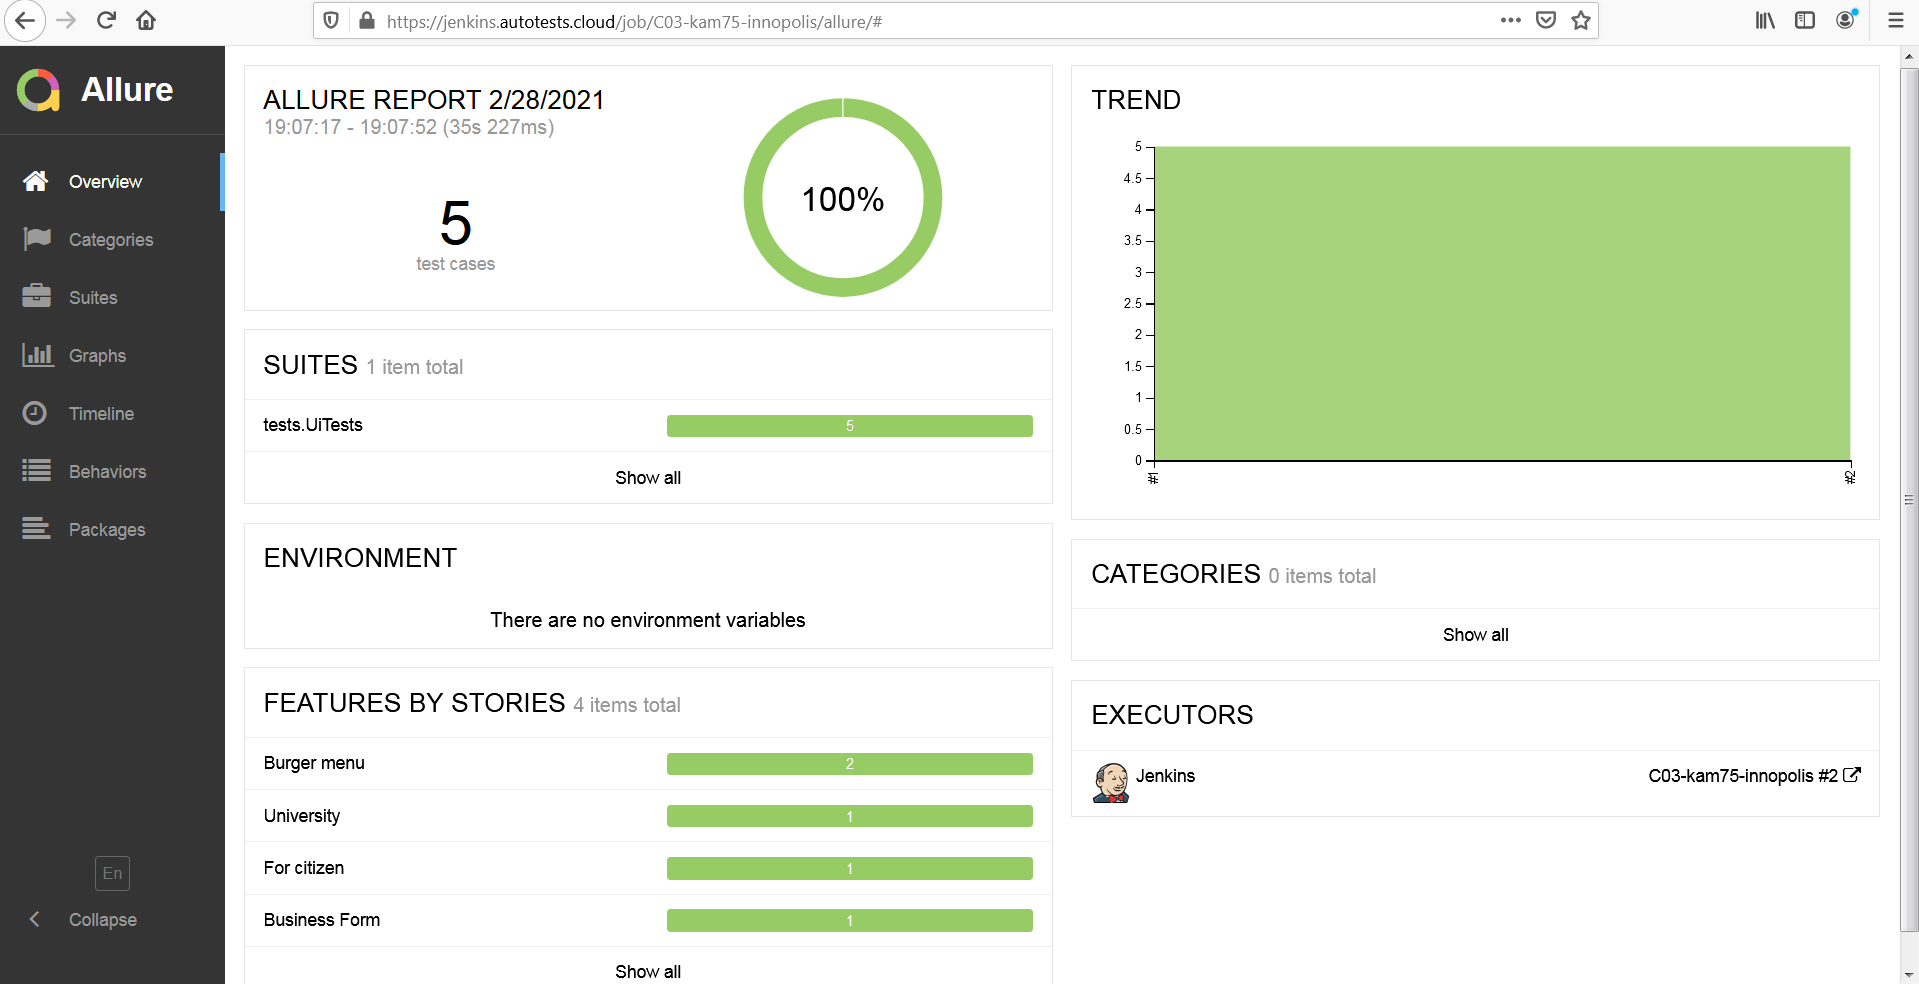 https://jenkins.autotests.cloud/job/C03-kam75-innopolis/allure/#
Allure
Overview
Categories
Suites
Graphs
Timeline
Behaviors
Packages
En
Collapse
ALLURE REPORT 2/28/2021
19:07:17 - 19:07:52 (35s 227ms)
5
test cases
100%
SUITES 1 item total
tests.UiTests 5
Show all
ENVIRONMENT
There are no environment variables
FEATURES BY STORIES 4 items total
Burger menu 2
University 1
For citizen 1
Business Form 1
Show all
TREND
5
4.5
4
3.5
3
2.5
2
1.5
1
0.5
0
#1 #2
CATEGORIES 0 items total
Show all
EXECUTORS
Jenkins C03-kam75-innopolis #2